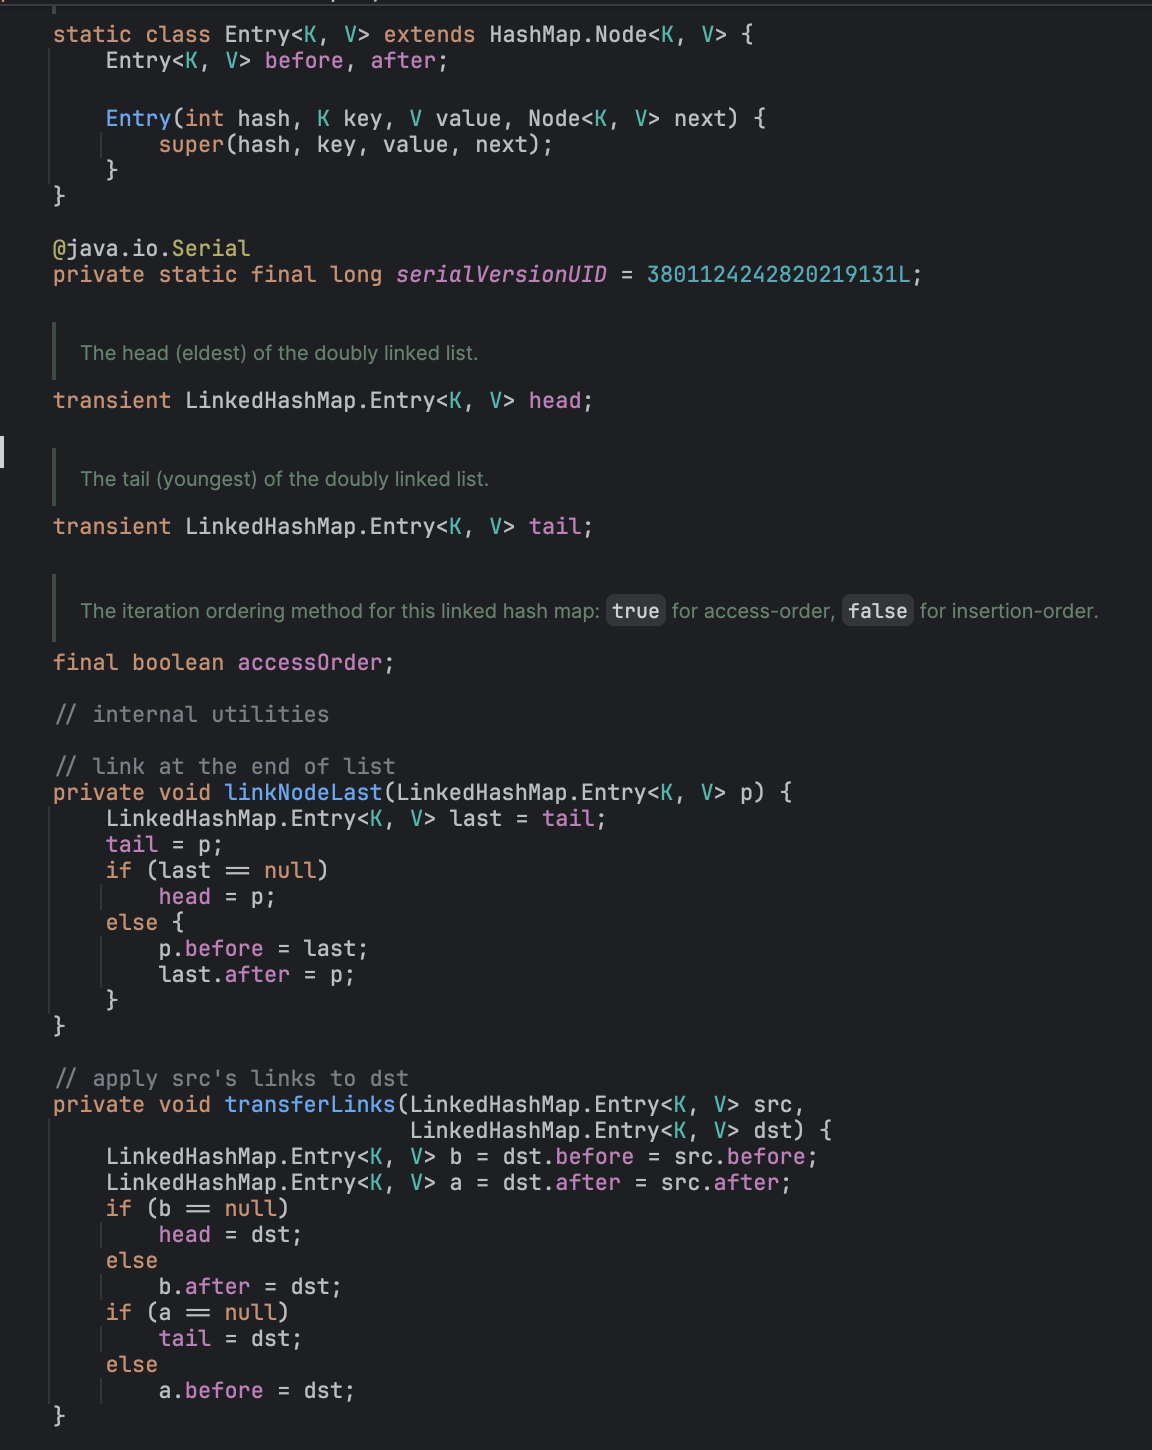 static class Entry<K, V> extends HashMap.Node<K, V> {
    Entry<K, V> before, after;

    Entry(int hash, K key, V value, Node<K, V> next) {
        super(hash, key, value, next);
    }
}

@java.io.Serial
private static final long serialVersionUID = 3801124242820219131L;

The head (eldest) of the doubly linked list.
transient LinkedHashMap.Entry<K, V> head;

The tail (youngest) of the doubly linked list.
transient LinkedHashMap.Entry<K, V> tail;

The iteration ordering method for this linked hash map: true for access-order, false for insertion-order.
final boolean accessOrder;

// internal utilities

// link at the end of list
private void linkNodeLast(LinkedHashMap.Entry<K, V> p) {
    LinkedHashMap.Entry<K, V> last = tail;
    tail = p;
    if (last == null)
        head = p;
    else {
        p.before = last;
        last.after = p;
    }
}

// apply src's links to dst
private void transferLinks(LinkedHashMap.Entry<K, V> src,
                           LinkedHashMap.Entry<K, V> dst) {
    LinkedHashMap.Entry<K, V> b = dst.before = src.before;
    LinkedHashMap.Entry<K, V> a = dst.after = src.after;
    if (b == null)
        head = dst;
    else
        b.after = dst;
    if (a == null)
        tail = dst;
    else
        a.before = dst;
}